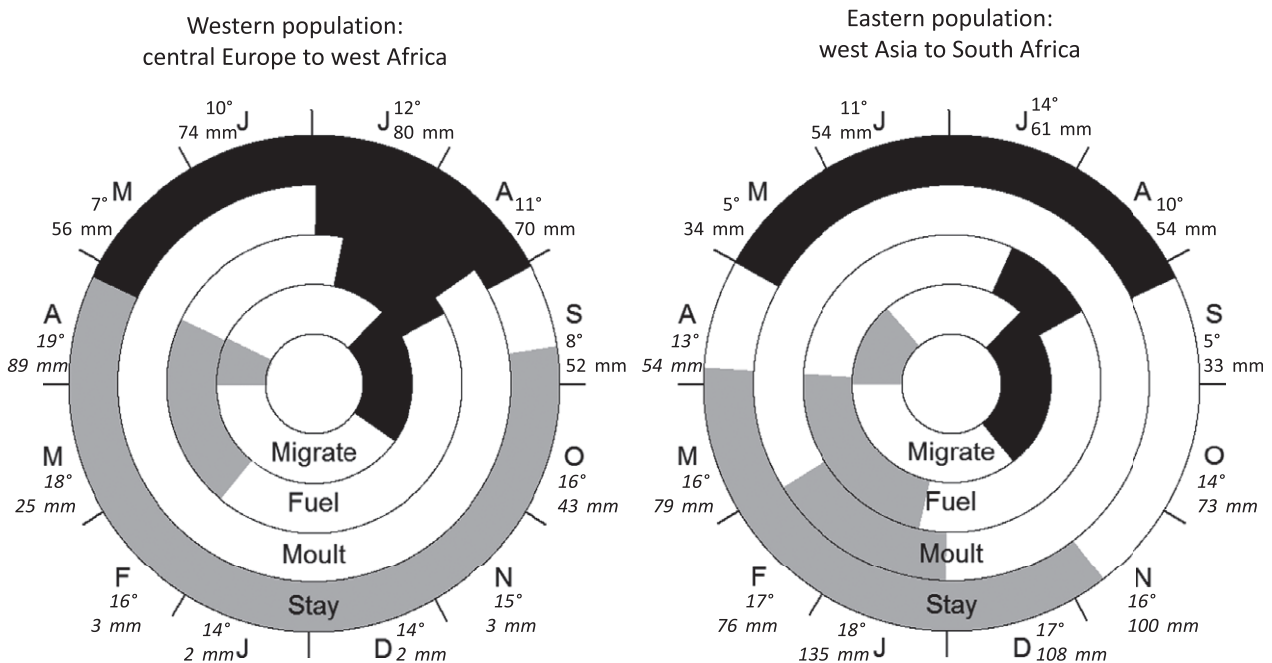 Western population:
central Europe to west Africa
10°
74 mm
J
J
12°
80 mm
M
7°
56 mm
A
11°
70 mm
A
19°
89 mm
S
8°
52 mm
M
18°
25 mm
O
16°
43 mm
F
16°
3 mm
N
15°
3 mm
14°
2 mm
J
D
14°
2 mm
Migrate
Fuel
Moult
Stay
Eastern population:
west Asia to South Africa
11°
54 mm
J
J
14°
61 mm
M
5°
34 mm
A
10°
54 mm
A
13°
54 mm
S
5°
33 mm
M
16°
79 mm
O
14°
73 mm
F
17°
76 mm
N
16°
100 mm
18°
135 mm
J
D
17°
108 mm
Migrate
Fuel
Moult
Stay